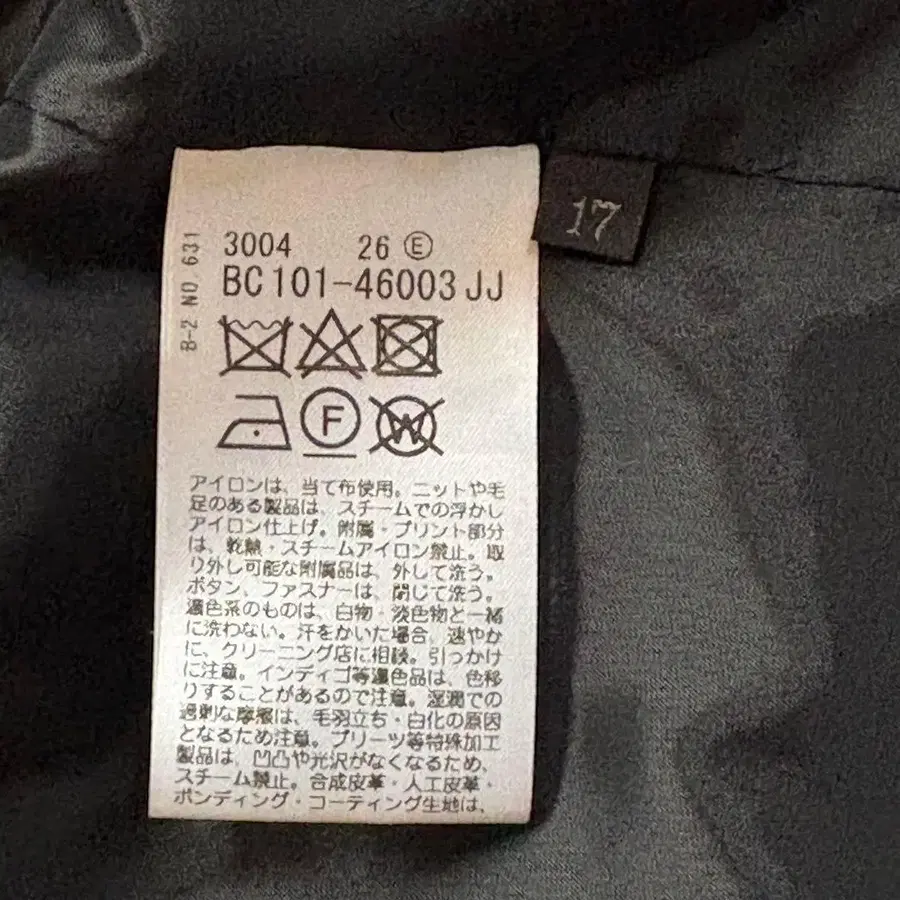 B-2 NO. 631
3004 26 Ⓔ
BC101-46003JJ
F
W
17
アイロンは、当て布使用。ニットや毛
足のある製品は、スチームでの浮かし
アイロン仕上げ。附属・プリント部分
は、乾熱・スチームアイロン禁止。取
り外し可能な附属品は、外して洗う。
ボタン、ファスナーは、閉じて洗う。
濃色系のものは、白物・淡色物と一緒
に洗わない。汗をかいた場合、速やか
に、クリーニング店に相談。引っかけ
に注意。インディゴ等濃色品は、色移
りすることがあるので注意。湿潤での
過剰な摩擦は、毛羽立ち・白化の原因
となるため注意。プリーツ等特殊加工
製品は、凹凸や光沢がなくなるため、
スチーム禁止。合成皮革・人工皮革・
ボンディング・コーティング生地は、